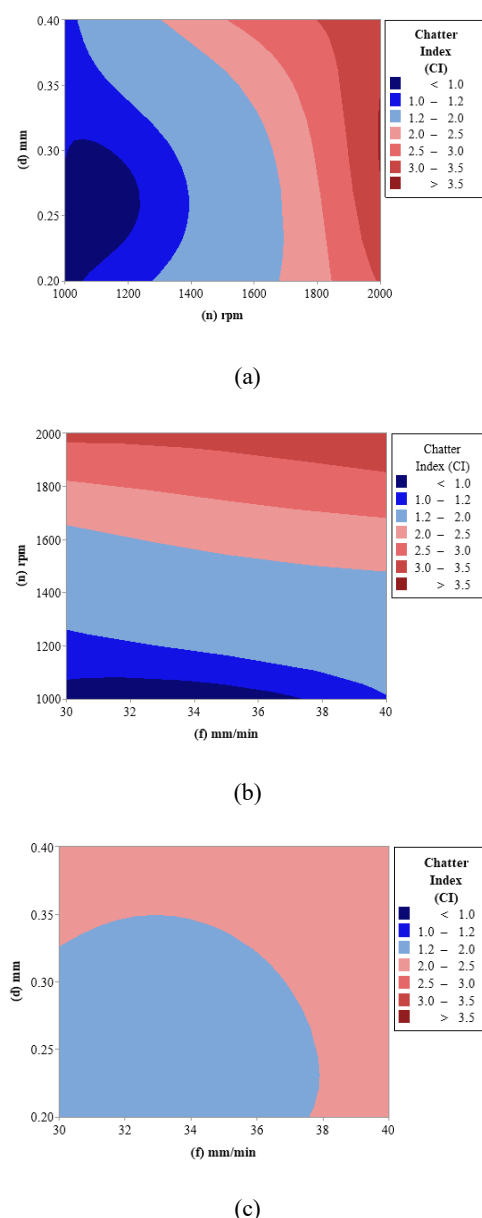 0.40
0.35
0.30
0.25
0.20
(d) mm
1000 1200 1400 1600 1800 2000
(n) rpm
Chatter
Index
(CI)
< 1.0
1.0 – 1.2
1.2 – 2.0
2.0 – 2.5
2.5 – 3.0
3.0 – 3.5
> 3.5
(a)
2000
1800
1600
1400
1200
1000
(n) rpm
30 32 34 36 38 40
(f) mm/min
Chatter
Index (CI)
< 1.0
1.0 – 1.2
1.2 – 2.0
2.0 – 2.5
2.5 – 3.0
3.0 – 3.5
> 3.5
(b)
0.40
0.35
0.30
0.25
0.20
(d) mm
30 32 34 36 38 40
(f) mm/min
Chatter
Index
(CI)
< 1.0
1.0 – 1.2
1.2 – 2.0
2.0 – 2.5
2.5 – 3.0
3.0 – 3.5
> 3.5
(c)